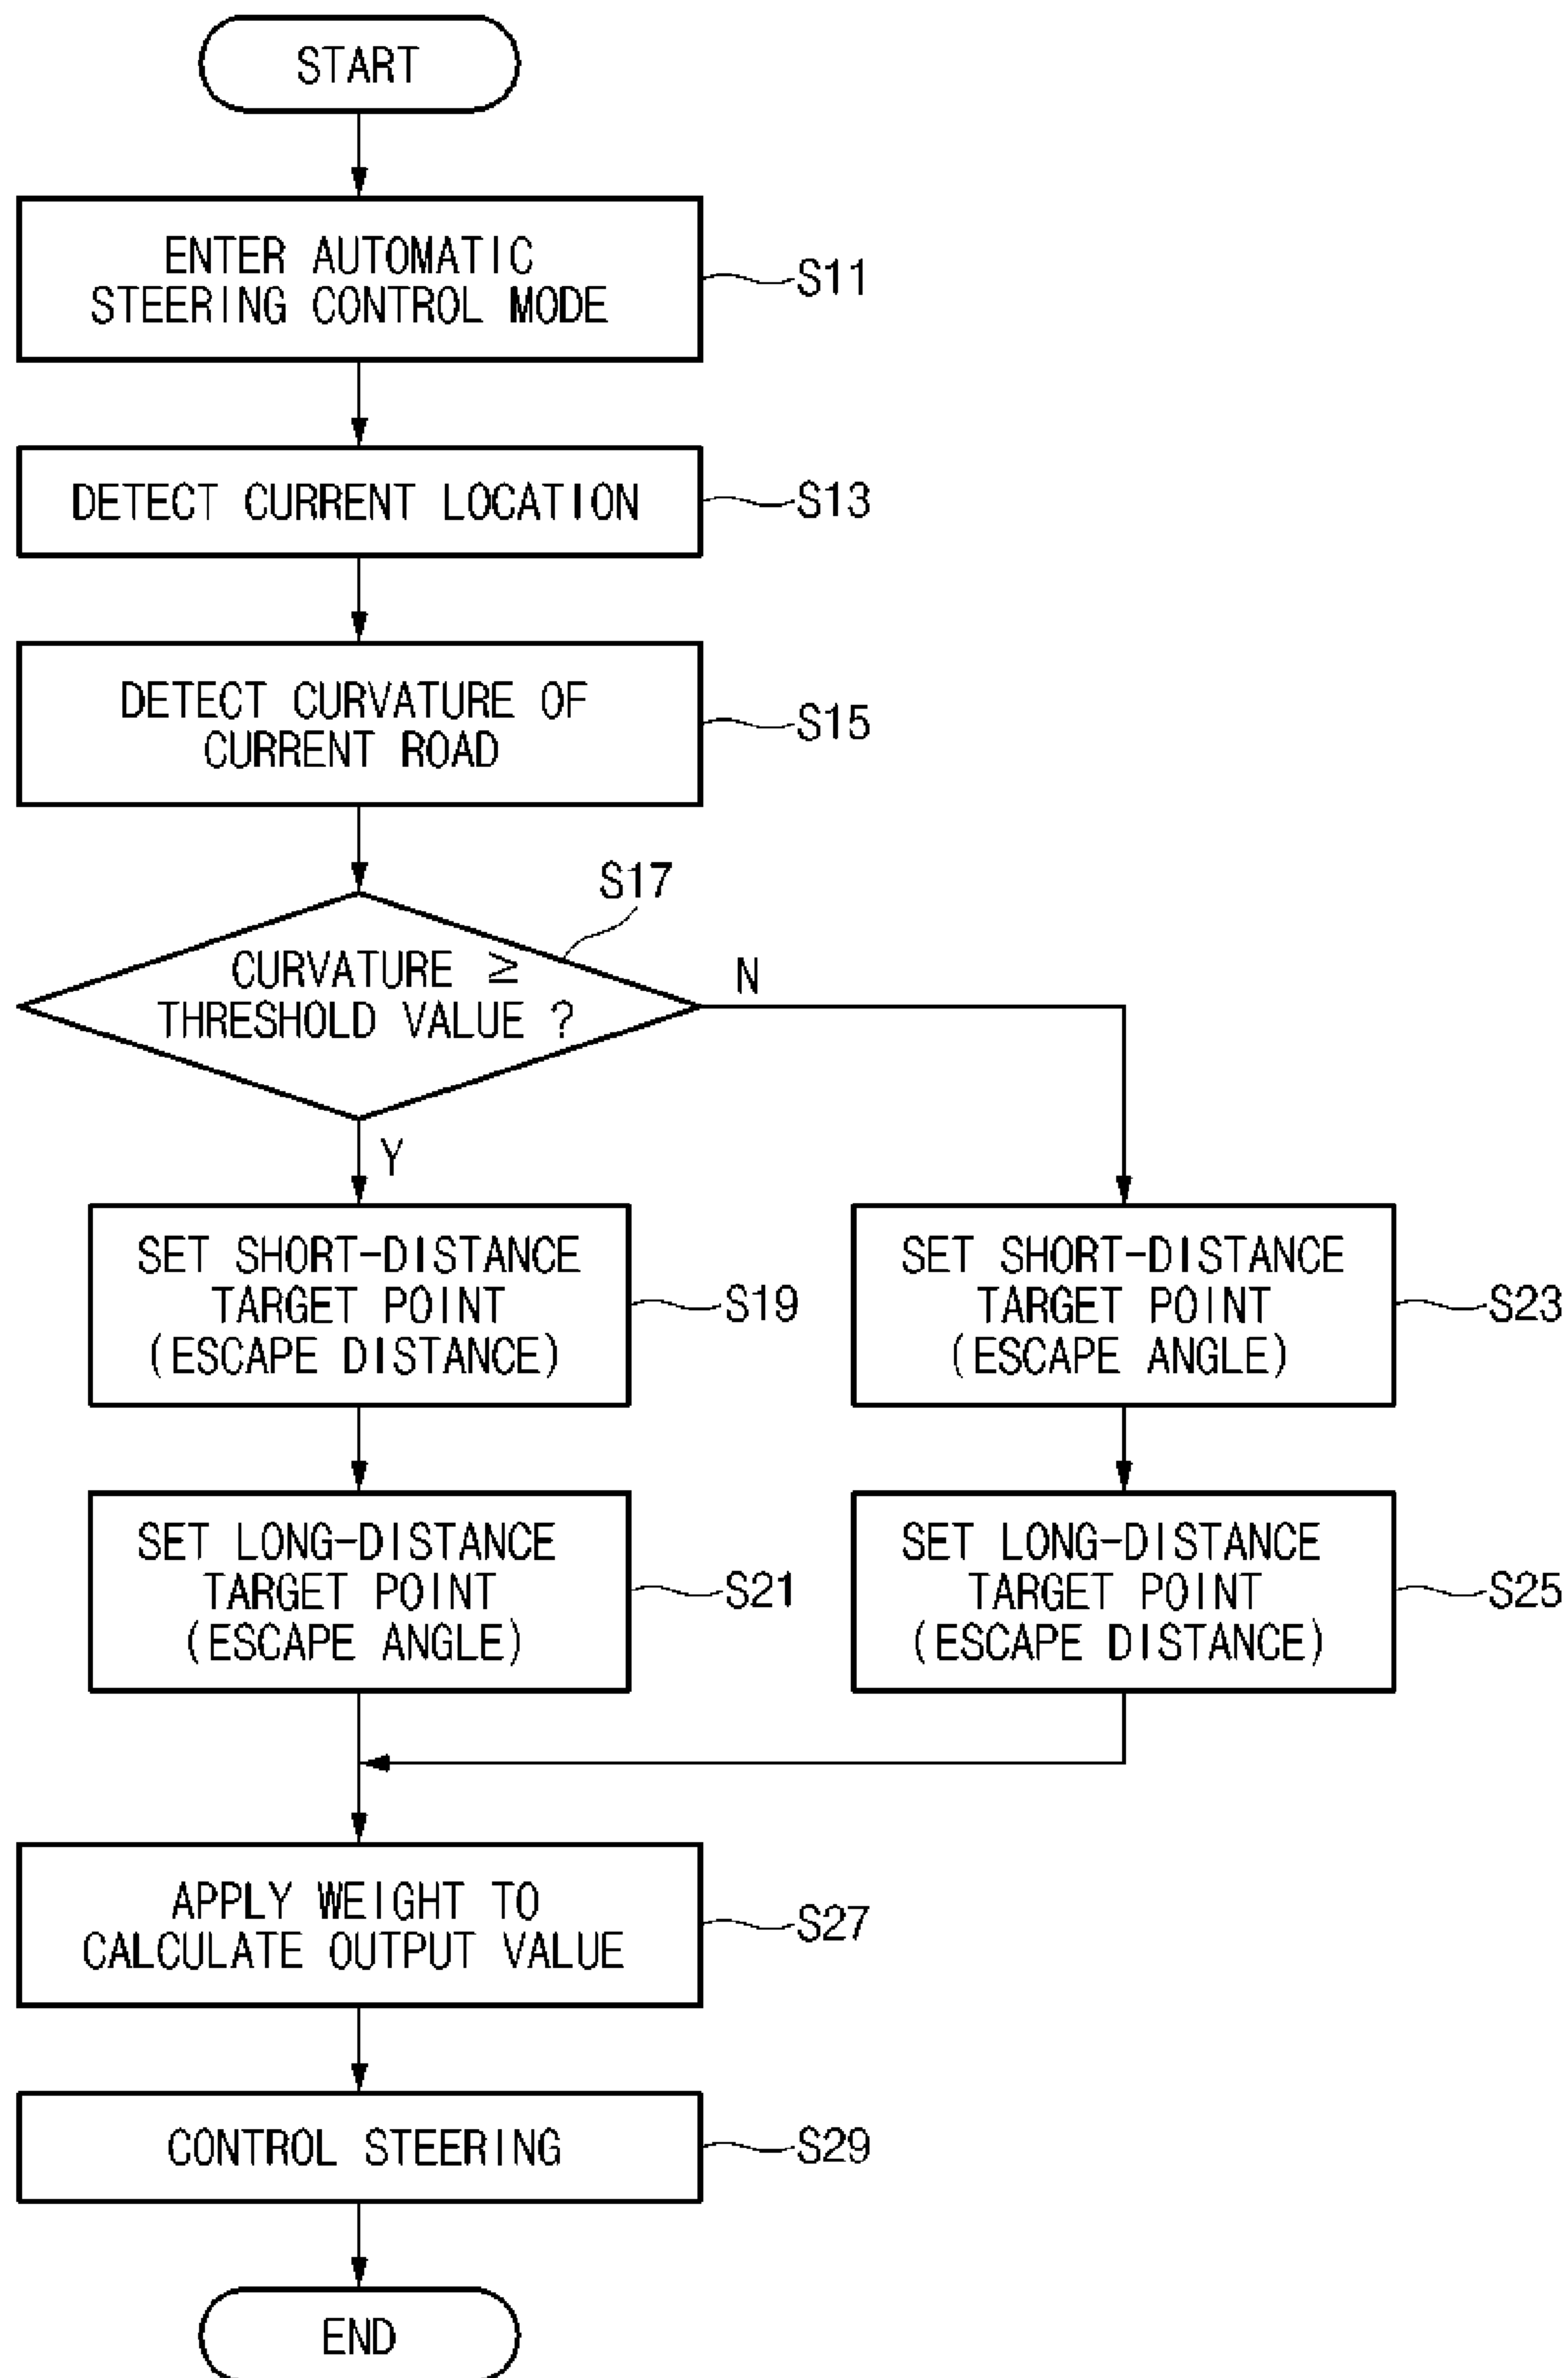 START
ENTER AUTOMATIC
STEERING CONTROL MODE
S11
DETECT CURRENT LOCATION
S13
DETECT CURVATURE OF
CURRENT ROAD
S15
S17
CURVATURE ≥
THRESHOLD VALUE ?
N
Y
SET SHORT-DISTANCE
TARGET POINT
(ESCAPE DISTANCE)
S19
SET SHORT-DISTANCE
TARGET POINT
(ESCAPE ANGLE)
S23
SET LONG-DISTANCE
TARGET POINT
(ESCAPE ANGLE)
S21
SET LONG-DISTANCE
TARGET POINT
(ESCAPE DISTANCE)
S25
APPLY WEIGHT TO
CALCULATE OUTPUT VALUE
S27
CONTROL STEERING
S29
END